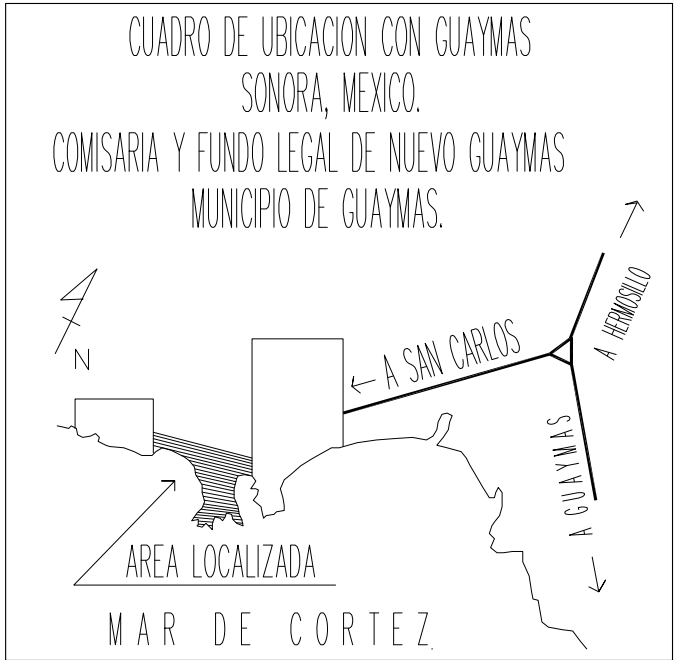 CUADRO DE UBICACION CON GUAYMAS
SONORA, MEXICO.
COMISARIA Y FUNDO LEGAL DE NUEVO GUAYMAS
MUNICIPIO DE GUAYMAS.
A HERMOSILLO
N
A SAN CARLOS
A GUAYMAS
AREA LOCALIZADA
MAR DE CORTEZ.